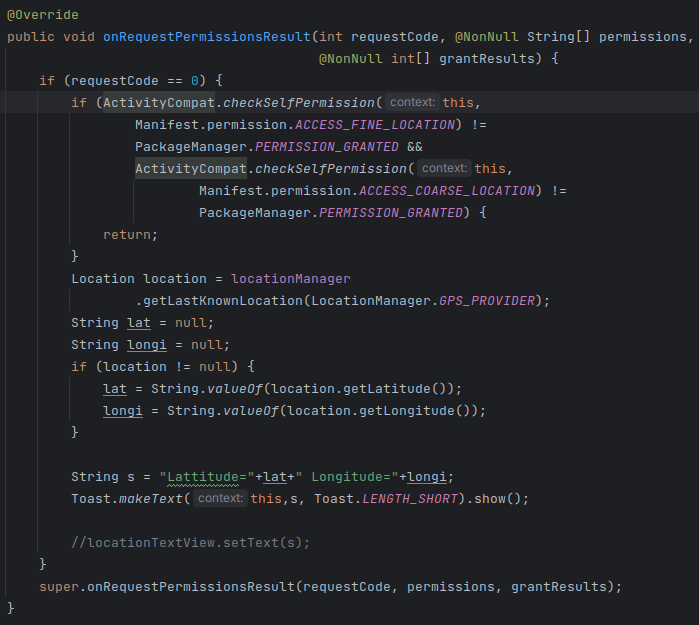 @Override
public void onRequestPermissionsResult(int requestCode, @NonNull String[] permissions,
@NonNull int[] grantResults) {
if (requestCode == 0) {
if (ActivityCompat.checkSelfPermission( context: this,
Manifest.permission.ACCESS_FINE_LOCATION) !=
PackageManager.PERMISSION_GRANTED &&
ActivityCompat.checkSelfPermission( context: this,
Manifest.permission.ACCESS_COARSE_LOCATION) !=
PackageManager.PERMISSION_GRANTED) {
return;
}
Location location = locationManager
.getLastKnownLocation(LocationManager.GPS_PROVIDER);
String lat = null;
String longi = null;
if (location != null) {
lat = String.valueOf(location.getLatitude());
longi = String.valueOf(location.getLongitude());
}
String s = "Lattitude="+lat+" Longitude="+longi;
Toast.makeText( context: this,s, Toast.LENGTH_SHORT).show();
//locationTextView.setText(s);
}
super.onRequestPermissionsResult(requestCode, permissions, grantResults);
}